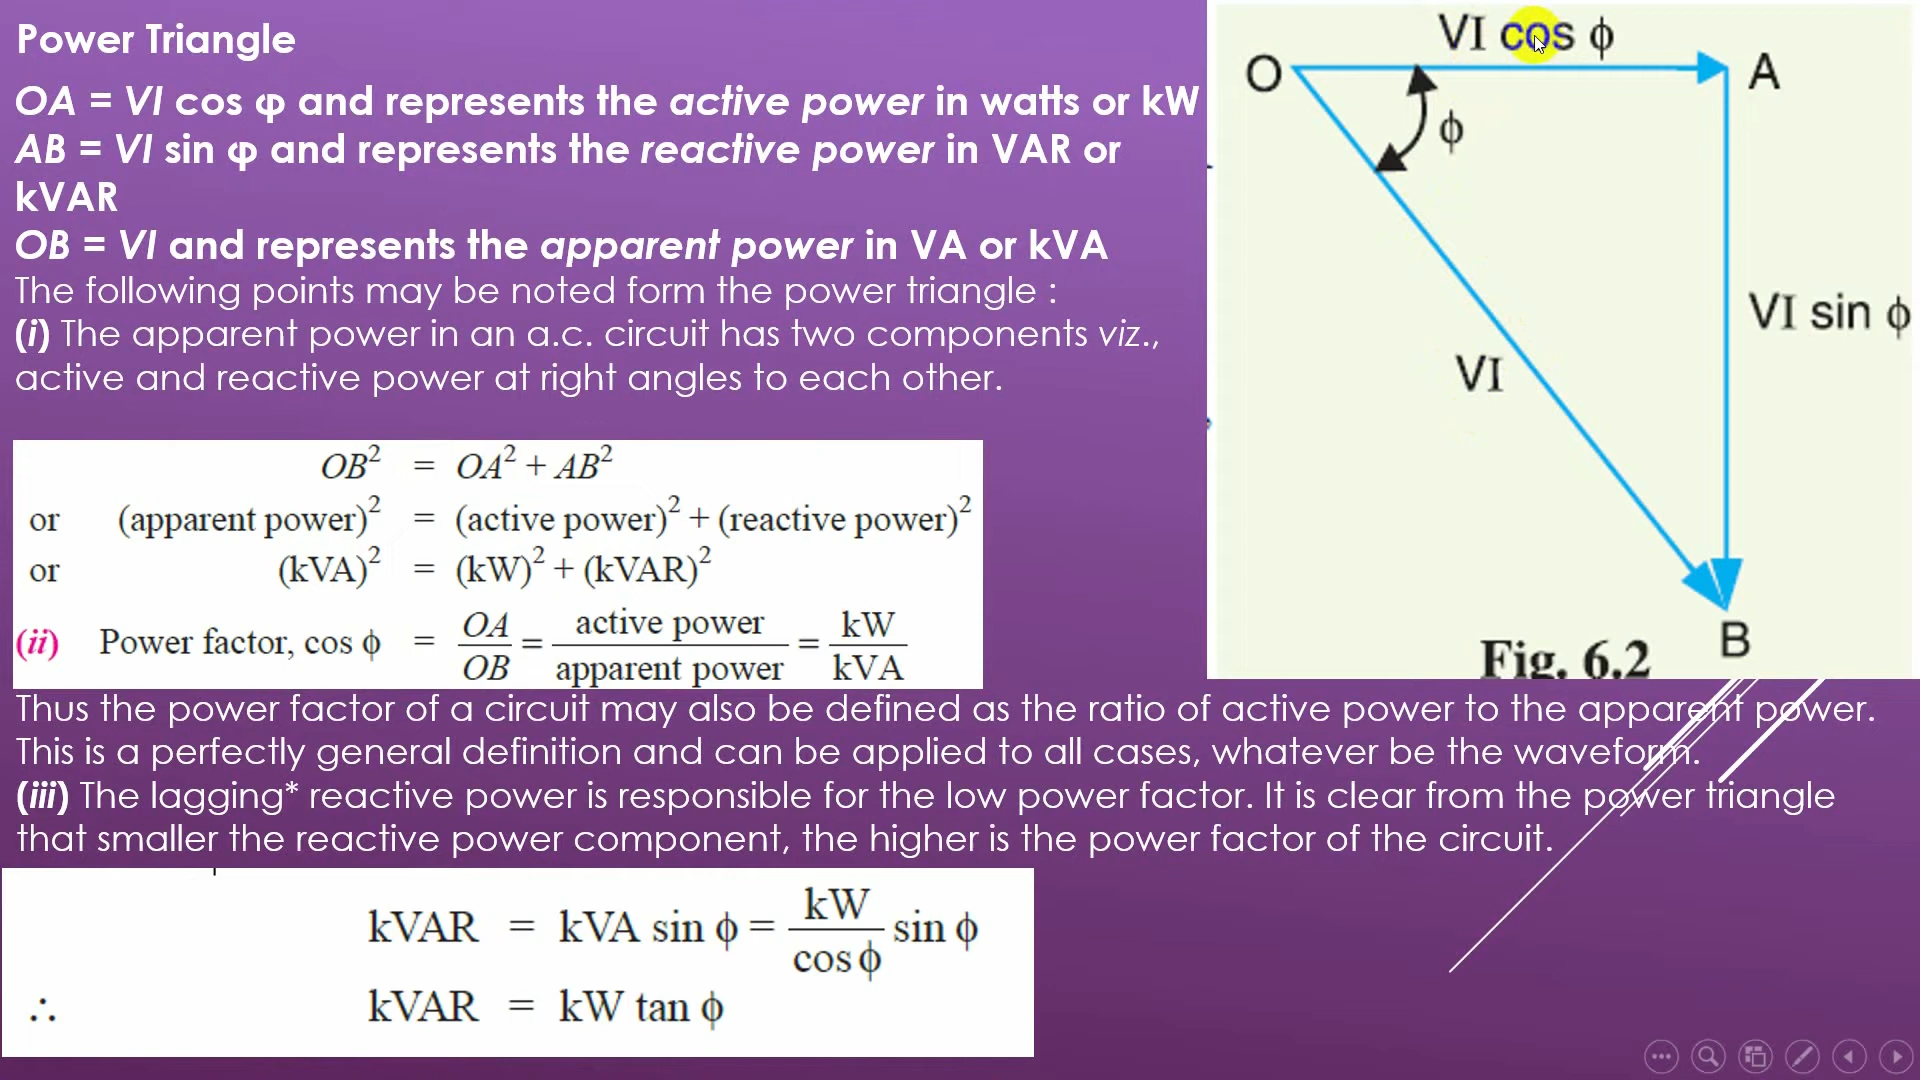 Power Triangle
OA = VI cos φ and represents the active power in watts or kW
AB = VI sin φ and represents the reactive power in VAR or
kVAR
OB = VI and represents the apparent power in VA or kVA
The following points may be noted form the power triangle :
(i) The apparent power in an a.c. circuit has two components viz.,
active and reactive power at right angles to each other.
OB² = OA² + AB²
or (apparent power)² = (active power)² + (reactive power)²
or (kVA)² = (kW)² + (kVAR)²
(ii) Power factor, cos ϕ = OA/OB = active power/apparent power = kW/kVA
Thus the power factor of a circuit may also be defined as the ratio of active power to the apparent power.
This is a perfectly general definition and can be applied to all cases, whatever be the waveform.
(iii) The lagging* reactive power is responsible for the low power factor. It is clear from the power triangle
that smaller the reactive power component, the higher is the power factor of the circuit.
kVAR = kVA sin ϕ = kW/cos ϕ sin ϕ
∴ kVAR = kW tan ϕ
VI cos ϕ
O
A
ϕ
VI sin ϕ
VI
B
Fig. 6.2